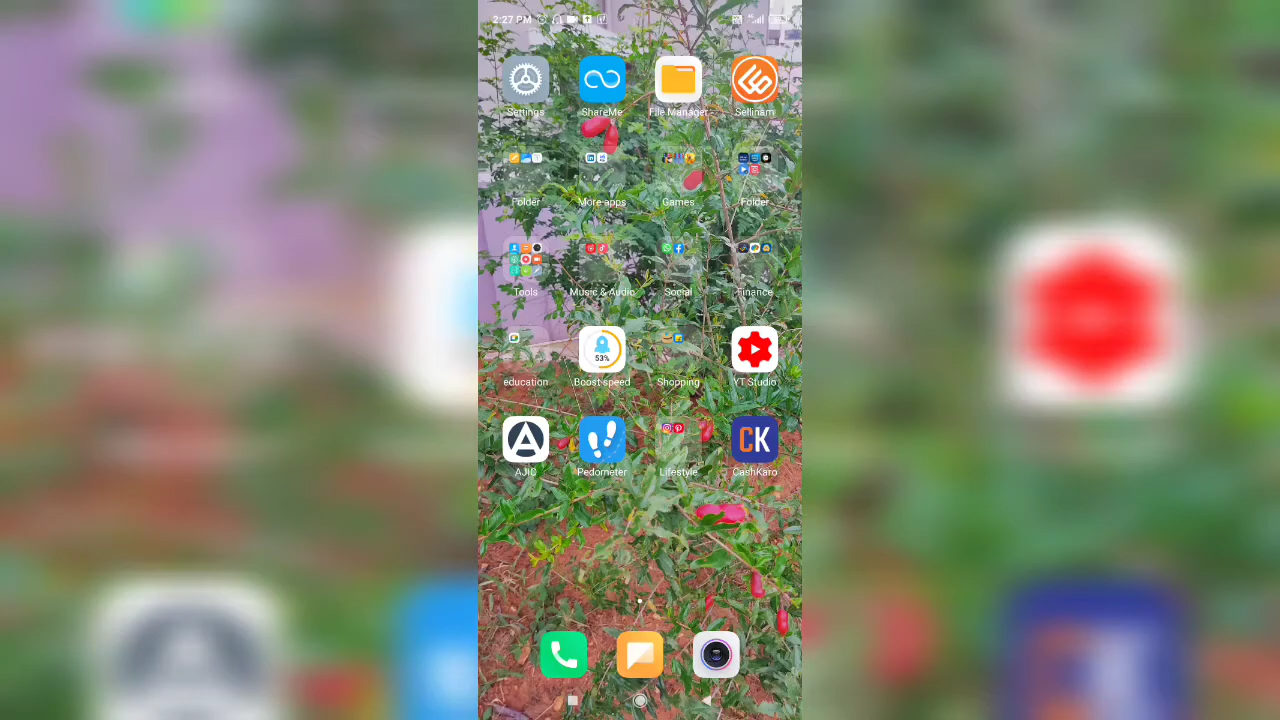 2:27 PM
Settings ShareMe File Manager Sellinam
Folder More apps Games Folder
Tools Music & Audio Social Finance
53%
education Boost speed Shopping YT Studio
CK
AJIO Pedometer Lifestyle CashKaro